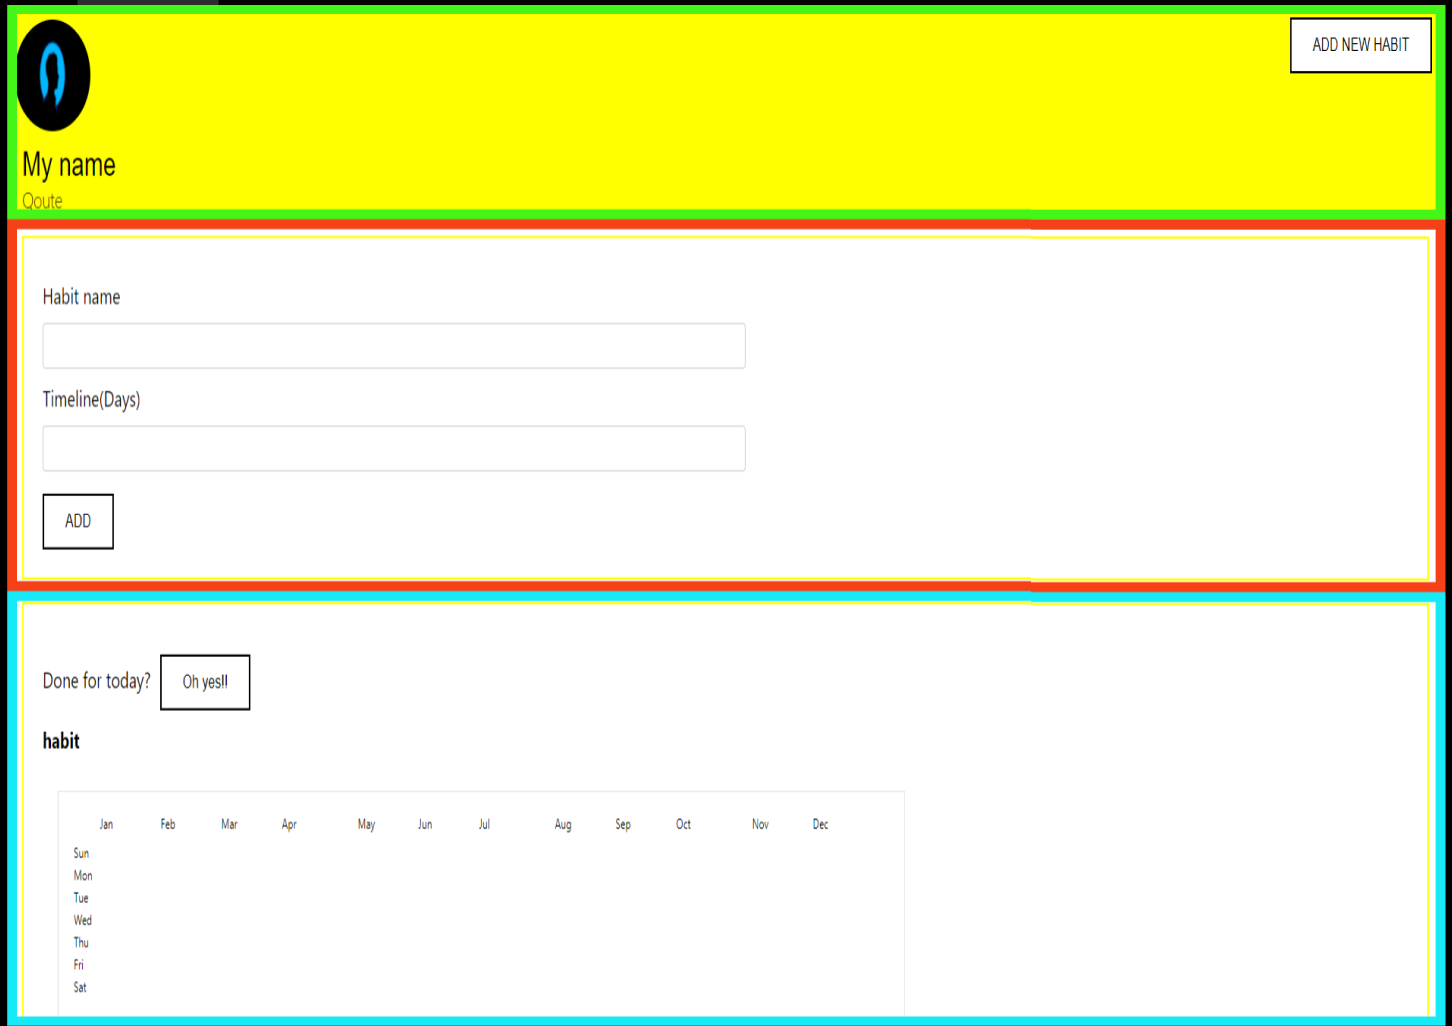 ADD NEW HABIT
My name
Qoute
Habit name
Timeline(Days)
ADD
Done for today? Oh yes!!
habit
Jan Feb Mar Apr May Jun Jul Aug Sep Oct Nov Dec
Sun
Mon
Tue
Wed
Thu
Fri
Sat